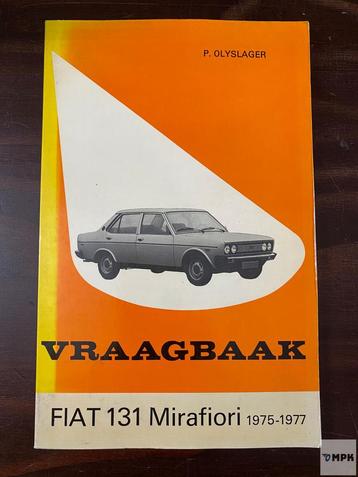 P. OLYSLAGER
VRAAGBAAK
FIAT 131 Mirafiori 1975-1977
MPK